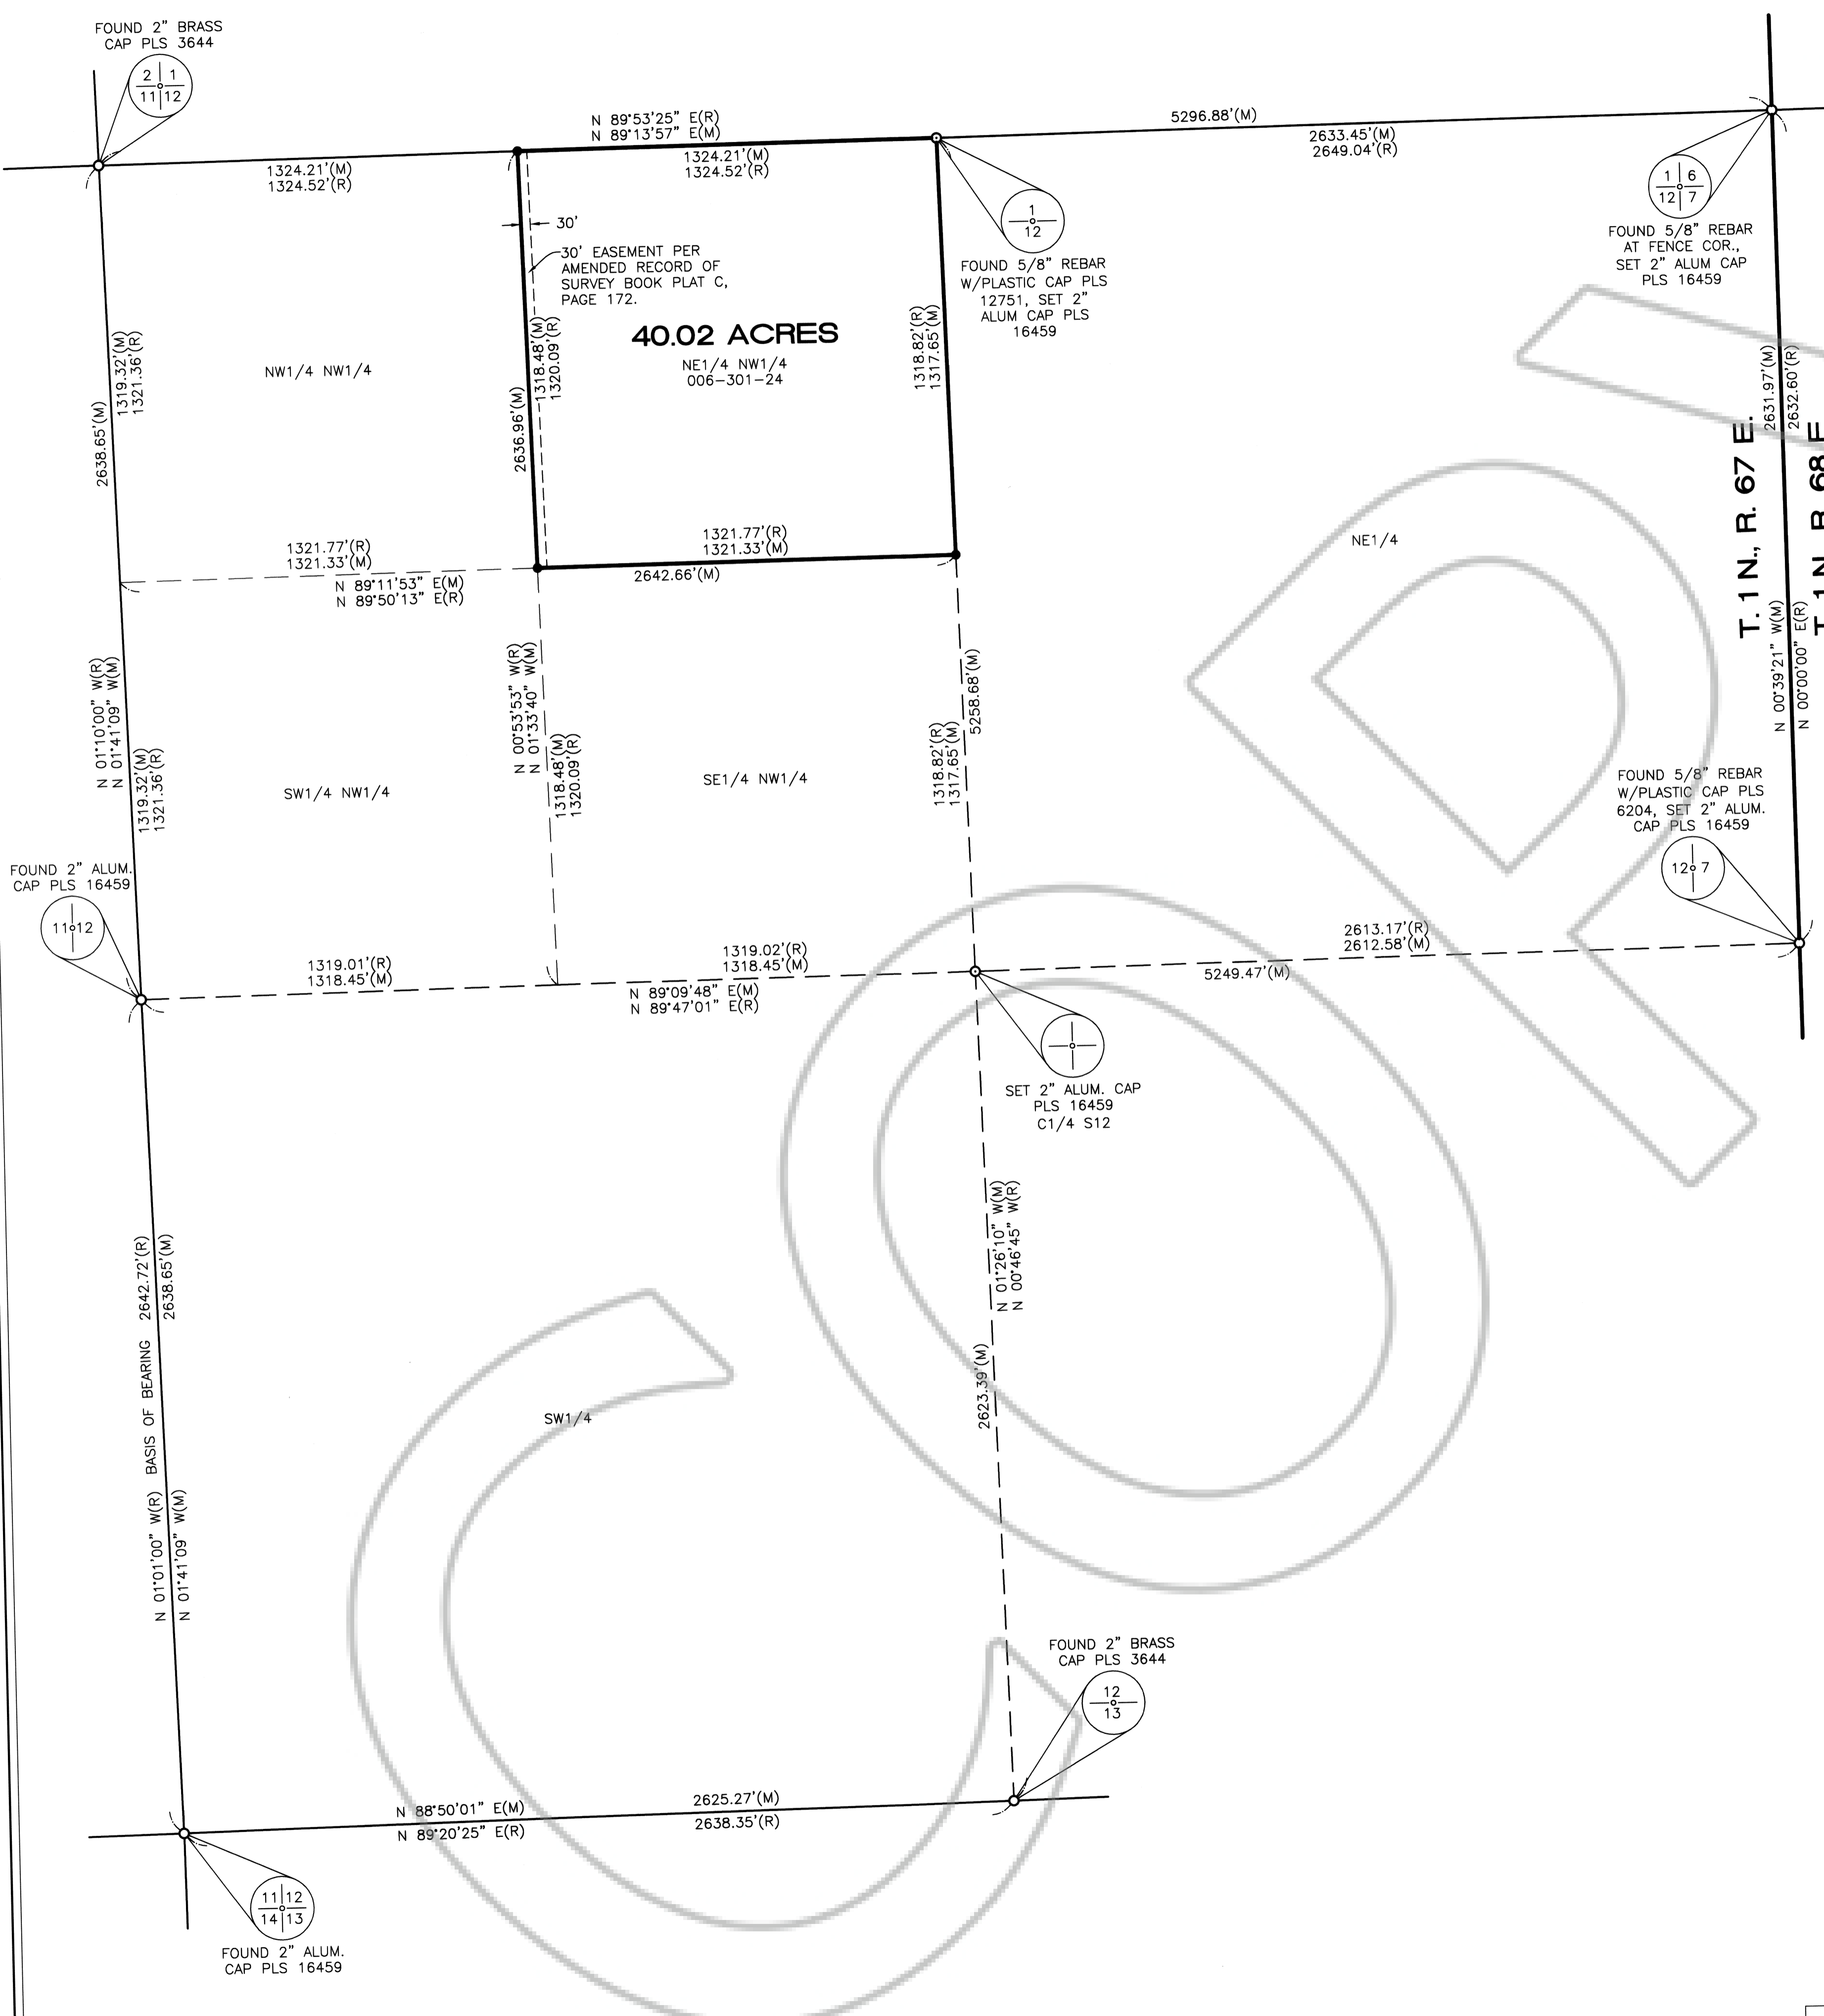 FOUND 2" BRASS
CAP PLS 3644
2 1
11 12
N 89°53'25" E(R)
N 89°13'57" E(M)
5296.88'(M)
1324.21'(M)
1324.52'(R)
1324.21'(M)
1324.52'(R)
2633.45'(M)
2649.04'(R)
1
12
FOUND 5/8" REBAR
W/PLASTIC CAP PLS
12751, SET 2"
ALUM CAP PLS
16459
1 6
12 7
FOUND 5/8" REBAR
AT FENCE COR.,
SET 2" ALUM CAP
PLS 16459
30'
30' EASEMENT PER
AMENDED RECORD OF
SURVEY BOOK PLAT C,
PAGE 172.
40.02 ACRES
NE1/4 NW1/4
006-301-24
NW1/4 NW1/4
1319.32'(M)
1321.36'(R)
2638.65'(M)
1318.48'(M)
1320.09'(R)
2636.96'(M)
1318.82'(R)
1317.65'(M)
2631.97'(M)
2632.60'(R)
T. 1 N., R. 67 E.
T. 1 N., R. 68 E
NE1/4
1321.77'(R)
1321.33'(M)
1321.77'(R)
1321.33'(M)
2642.66'(M)
N 89°11'53" E(M)
N 89°50'13" E(R)
N 01°10'00" W(R)
N 01°41'09" W(M)
1319.32'(M)
1321.36'(R)
N 00°53'53" W(R)
N 01°33'40" W(M)
1318.48'(M)
1320.09'(R)
5258.68'(M)
1318.82'(R)
1317.65'(M)
N 00°39'21" W(M)
N 00°00'00" E(R)
SW1/4 NW1/4
SE1/4 NW1/4
FOUND 5/8" REBAR
W/PLASTIC CAP PLS
6204, SET 2" ALUM.
CAP PLS 16459
12 7
FOUND 2" ALUM.
CAP PLS 16459
11 12
1319.01'(R)
1318.45'(M)
1319.02'(R)
1318.45'(M)
2613.17'(R)
2612.58'(M)
5249.47'(M)
N 89°09'48" E(M)
N 89°47'01" E(R)
SET 2" ALUM. CAP
PLS 16459
C1/4 S12
N 01°26'10" W(M)
N 00°46'45" W(R)
2623.39'(M)
2642.72'(R)
2638.65'(M)
BASIS OF BEARING
N 01°01'00" W(R)
N 01°41'09" W(M)
SW1/4
FOUND 2" BRASS
CAP PLS 3644
12
13
N 88°50'01" E(M)
N 89°20'25" E(R)
2625.27'(M)
2638.35'(R)
11 12
14 13
FOUND 2" ALUM.
CAP PLS 16459
COPY